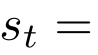 s_t =